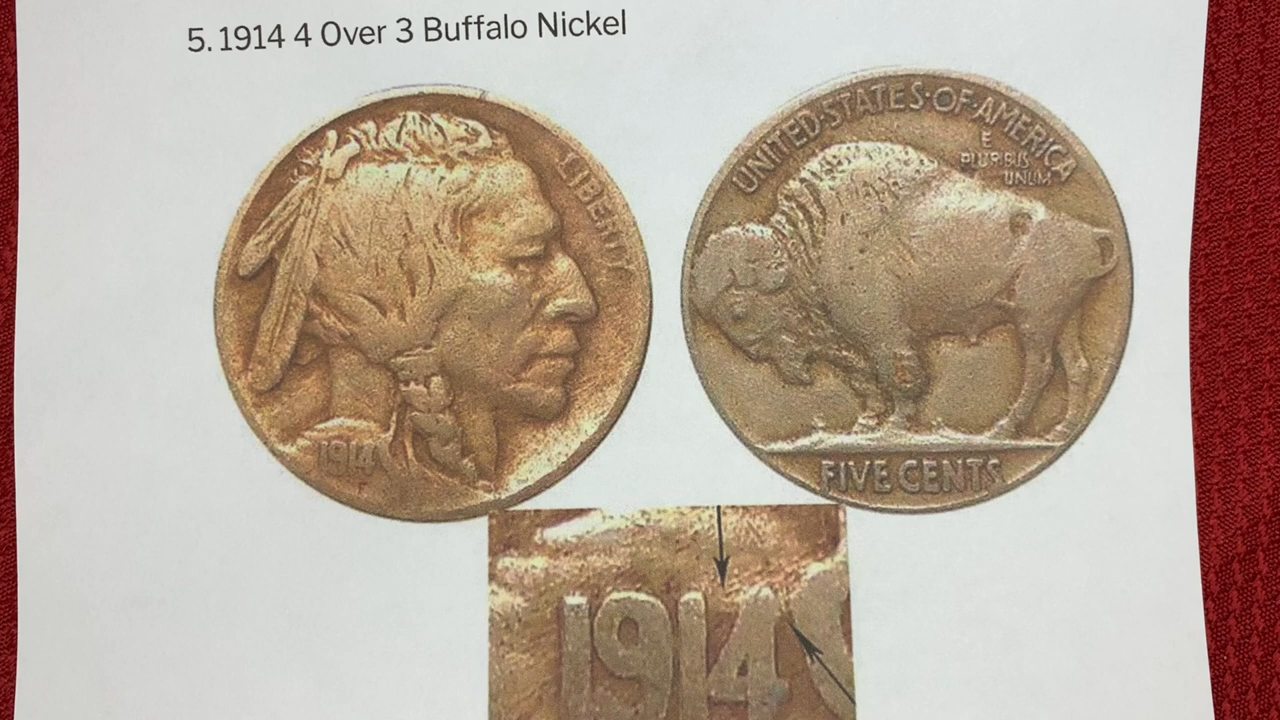 5. 1914 4 Over 3 Buffalo Nickel
LIBERTY
1914
UNITED·STATES·OF·AMERICA
E
PLURIBUS
UNUM
FIVE CENTS
1914